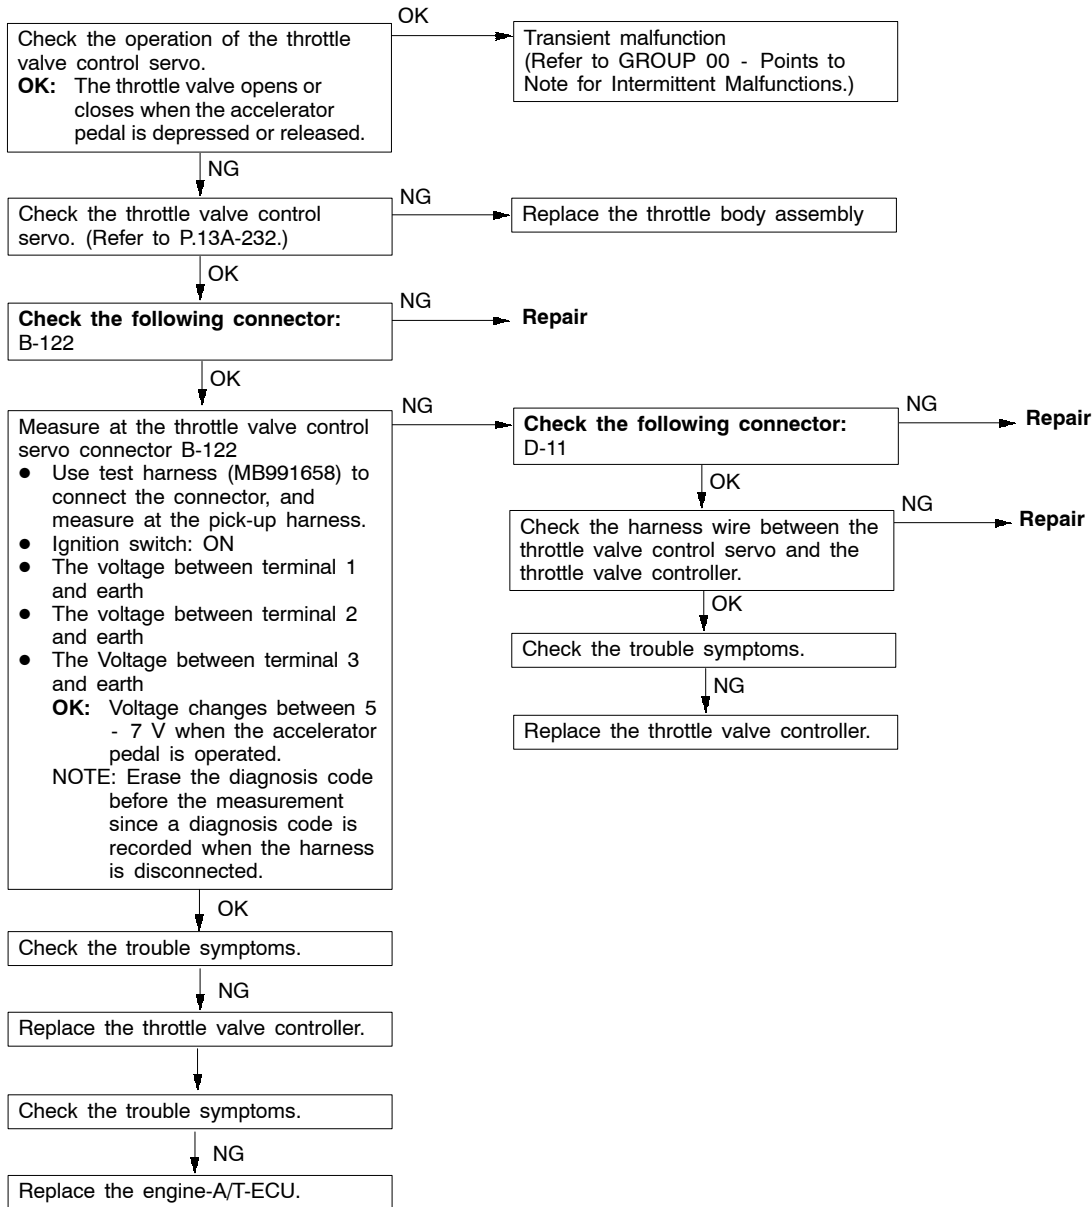 Check the operation of the throttle
valve control servo.
OK: The throttle valve opens or
closes when the accelerator
pedal is depressed or released.
OK
Transient malfunction
(Refer to GROUP 00 - Points to
Note for Intermittent Malfunctions.)
NG
Check the throttle valve control
servo. (Refer to P.13A-232.)
NG
Replace the throttle body assembly
OK
Check the following connector:
B-122
NG
Repair
OK
Measure at the throttle valve control
servo connector B-122
● Use test harness (MB991658) to
connect the connector, and
measure at the pick-up harness.
● Ignition switch: ON
● The voltage between terminal 1
and earth
● The voltage between terminal 2
and earth
● The Voltage between terminal 3
and earth
OK: Voltage changes between 5
- 7 V when the accelerator
pedal is operated.
NOTE: Erase the diagnosis code
before the measurement
since a diagnosis code is
recorded when the harness
is disconnected.
NG
Check the following connector:
D-11
NG
Repair
OK
Check the harness wire between the
throttle valve control servo and the
throttle valve controller.
NG
Repair
OK
Check the trouble symptoms.
NG
Replace the throttle valve controller.
OK
Check the trouble symptoms.
NG
Replace the throttle valve controller.
Check the trouble symptoms.
NG
Replace the engine-A/T-ECU.